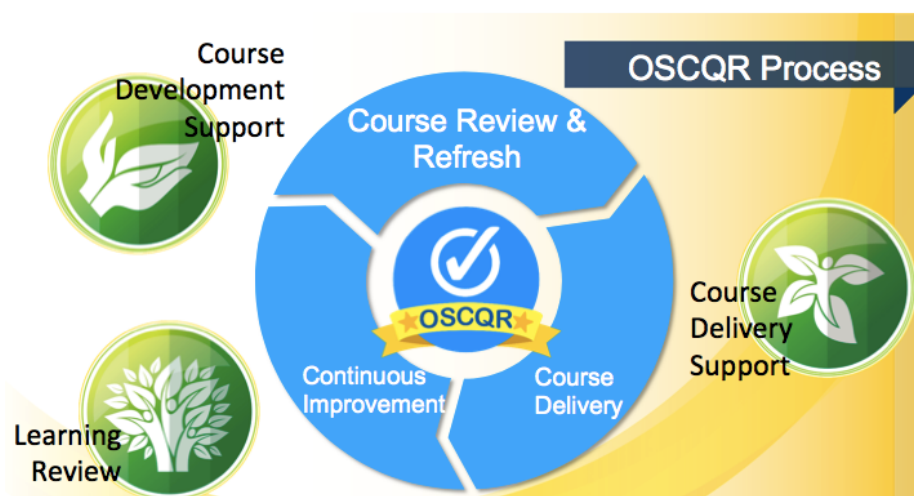 Course
Development
Support
OSCQR Process
Course Review &
Refresh
OSCQR
Course
Delivery
Support
Continuous
Improvement
Course
Delivery
Learning
Review